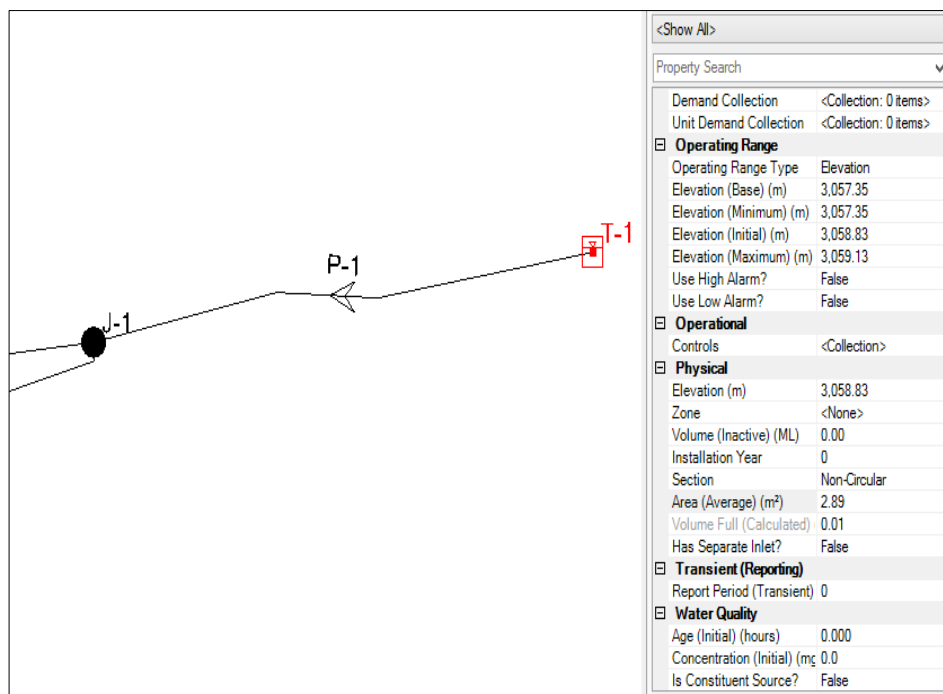 T-1
P-1
J-1
<Show All>
Property Search
Demand Collection <Collection: 0 items>
Unit Demand Collection <Collection: 0 items>
Operating Range
Operating Range Type Elevation
Elevation (Base) (m) 3,057.35
Elevation (Minimum) (m) 3,057.35
Elevation (Initial) (m) 3,058.83
Elevation (Maximum) (m) 3,059.13
Use High Alarm? False
Use Low Alarm? False
Operational
Controls <Collection>
Physical
Elevation (m) 3,058.83
Zone <None>
Volume (Inactive) (ML) 0.00
Installation Year 0
Section Non-Circular
Area (Average) (m²) 2.89
Volume Full (Calculated) ( 0.01
Has Separate Inlet? False
Transient (Reporting)
Report Period (Transient) 0
Water Quality
Age (Initial) (hours) 0.000
Concentration (Initial) (mg 0.0
Is Constituent Source? False